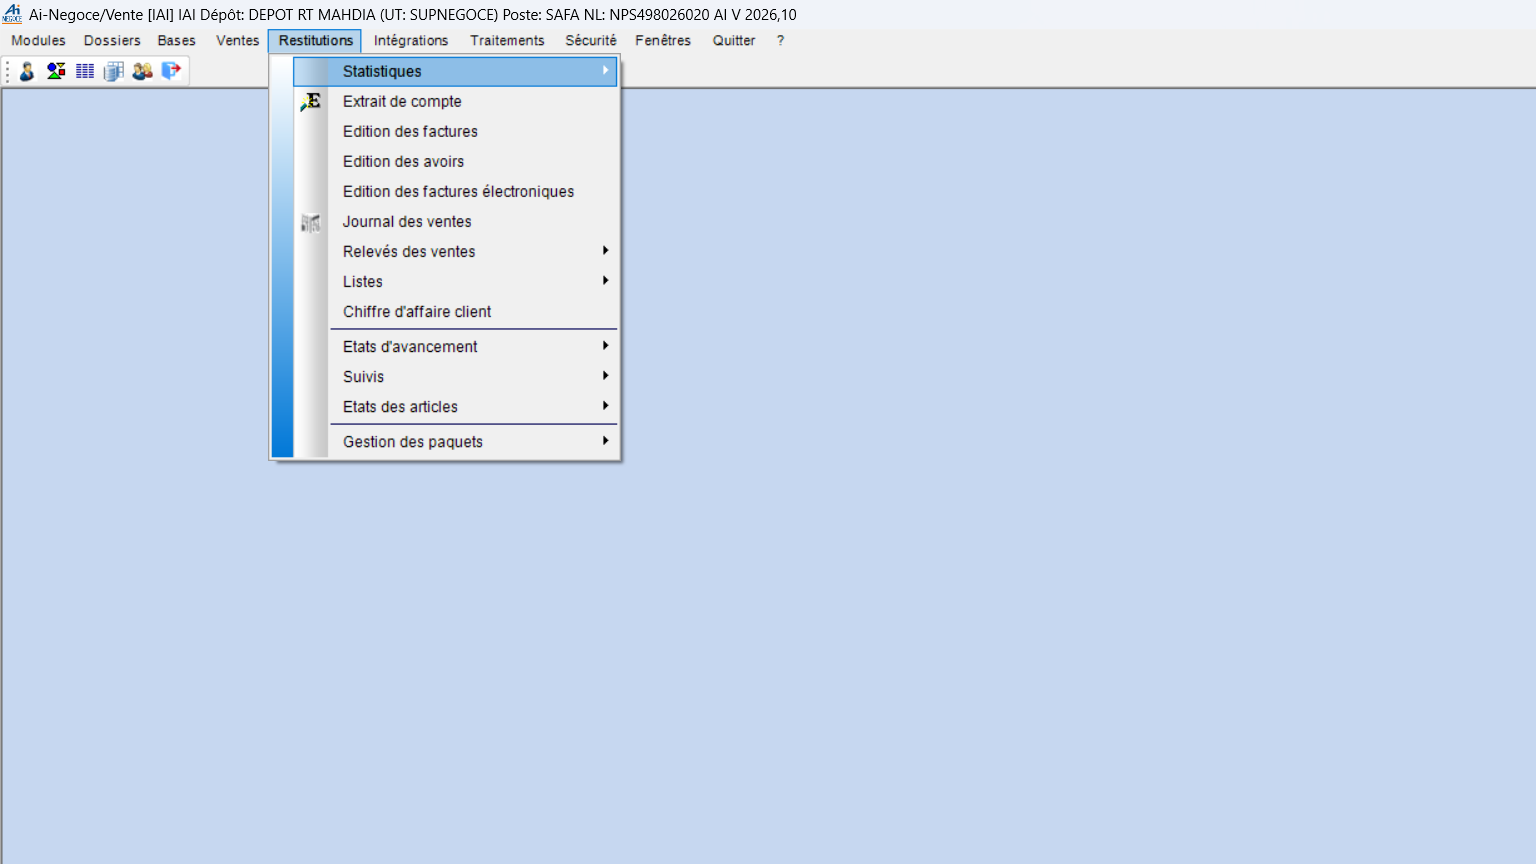 Ai NEGOCE Ai-Negoce/Vente [IAI] IAI Dépôt: DEPOT RT MAHDIA (UT: SUPNEGOCE) Poste: SAFA NL: NPS498026020 AI V 2026,10
Modules Dossiers Bases Ventes Restitutions Intégrations Traitements Sécurité Fenêtres Quitter ?
Statistiques
E Extrait de compte
Edition des factures
Edition des avoirs
Edition des factures électroniques
Journal des ventes
Relevés des ventes
Listes
Chiffre d'affaire client
Etats d'avancement
Suivis
Etats des articles
Gestion des paquets